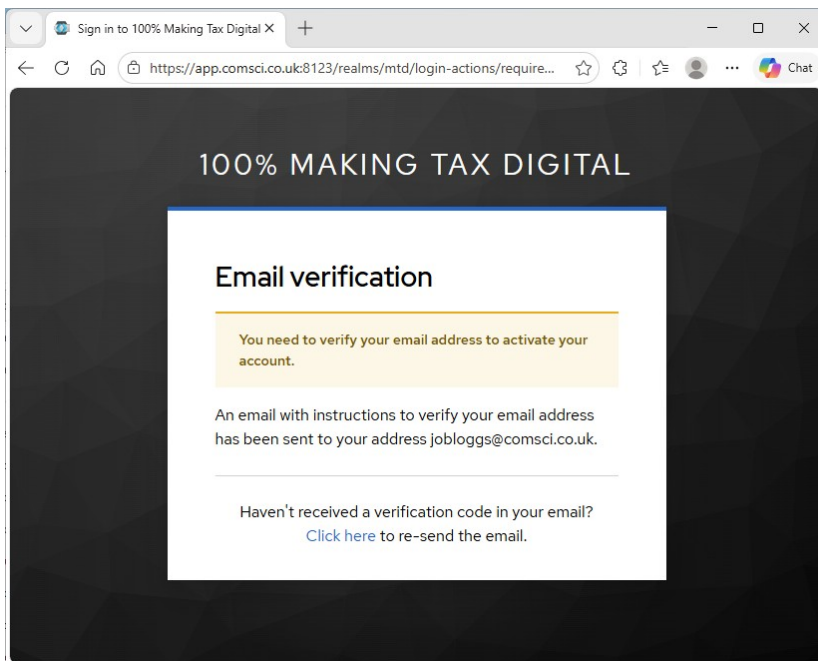 Sign in to 100% Making Tax Digital
https://app.comsci.co.uk:8123/realms/mtd/login-actions/require...
Chat
100% MAKING TAX DIGITAL
Email verification
You need to verify your email address to activate your
account.
An email with instructions to verify your email address
has been sent to your address jobloggs@comsci.co.uk.
Haven't received a verification code in your email?
Click here to re-send the email.